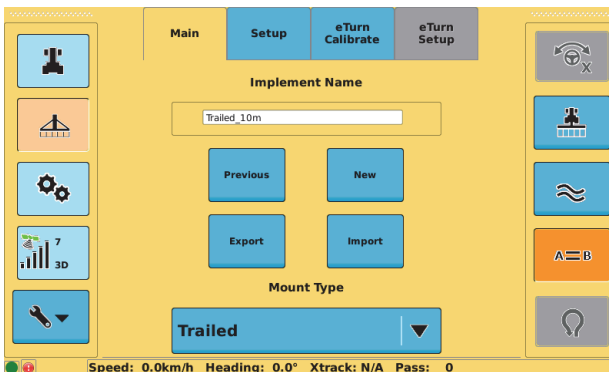 Main
Setup
eTurn
Calibrate
eTurn
Setup
Implement Name
Trailed_10m
Previous
New
Export
Import
Mount Type
Trailed
7
3D
X
A=B
Speed: 0.0km/h Heading: 0.0° Xtrack: N/A Pass: 0